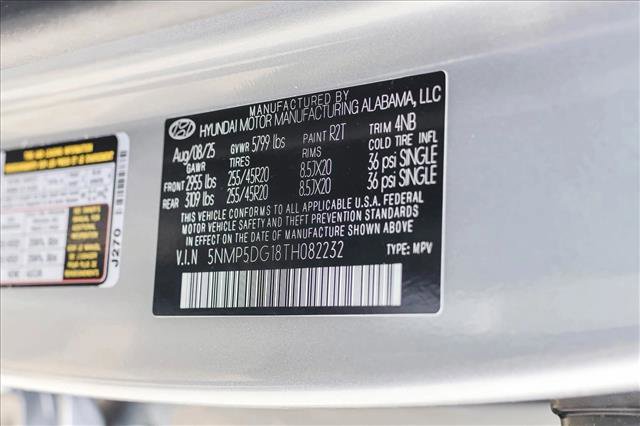 MANUFACTURED BY
HYUNDAI MOTOR MANUFACTURING ALABAMA, LLC
Aug/08/25 GVWR 5799 lbs PAINT R2T TRIM 4NB
GAWR TIRES RIMS COLD TIRE INFL
FRONT 2955 lbs 255/45R20 8.5JX20 36 psi SINGLE
REAR 3109 lbs 255/45R20 8.5JX20 36 psi SINGLE
THIS VEHICLE CONFORMS TO ALL APPLICABLE U.S.A. FEDERAL
MOTOR VEHICLE SAFETY AND THEFT PREVENTION STANDARDS
IN EFFECT ON THE DATE OF MANUFACTURE SHOWN ABOVE
V.I.N 5NMP5DG18TH082232 TYPE: MPV
J270